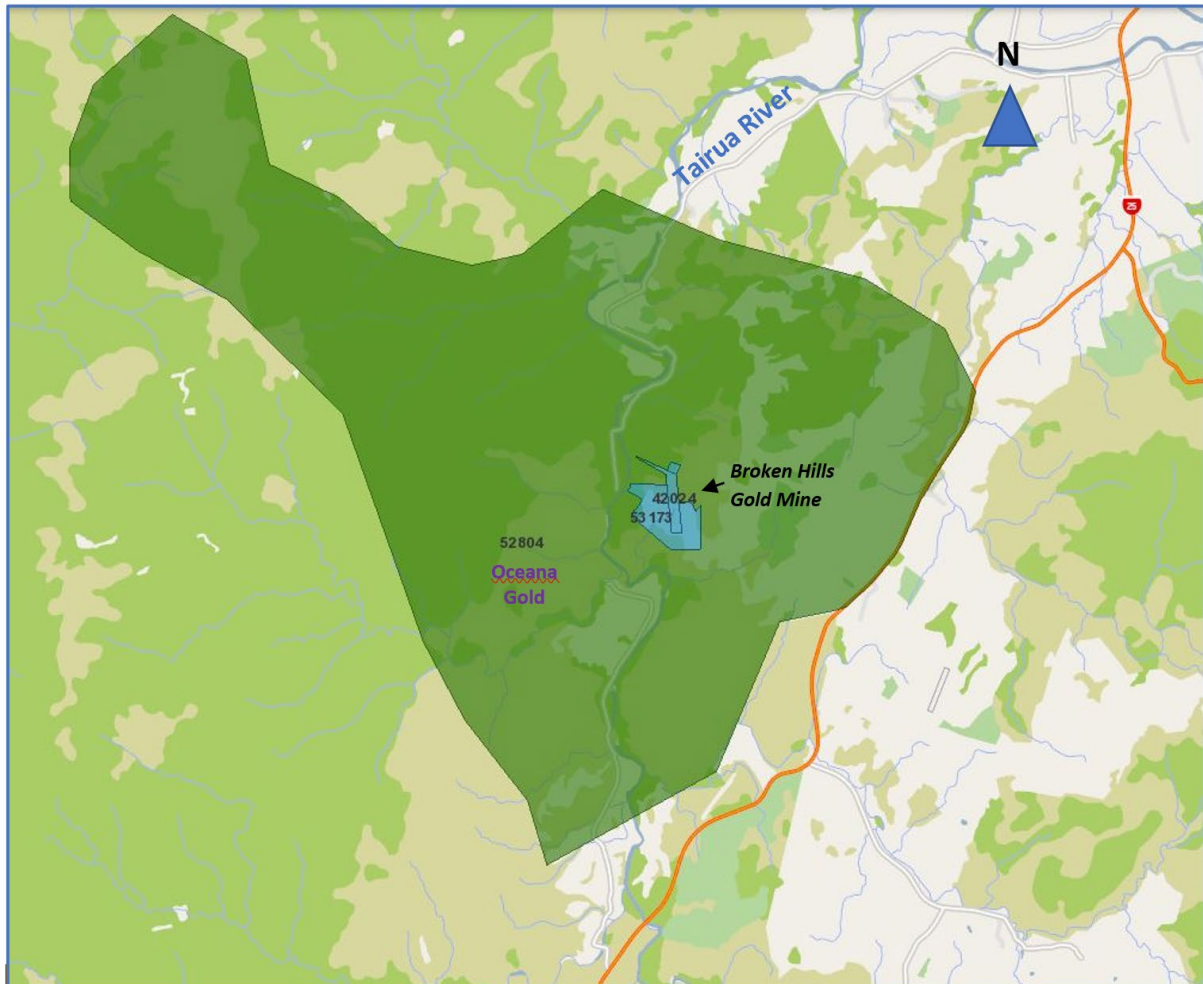 N
Tairua River
25
Broken Hills
Gold Mine
42024
53173
52804
Oceana
Gold